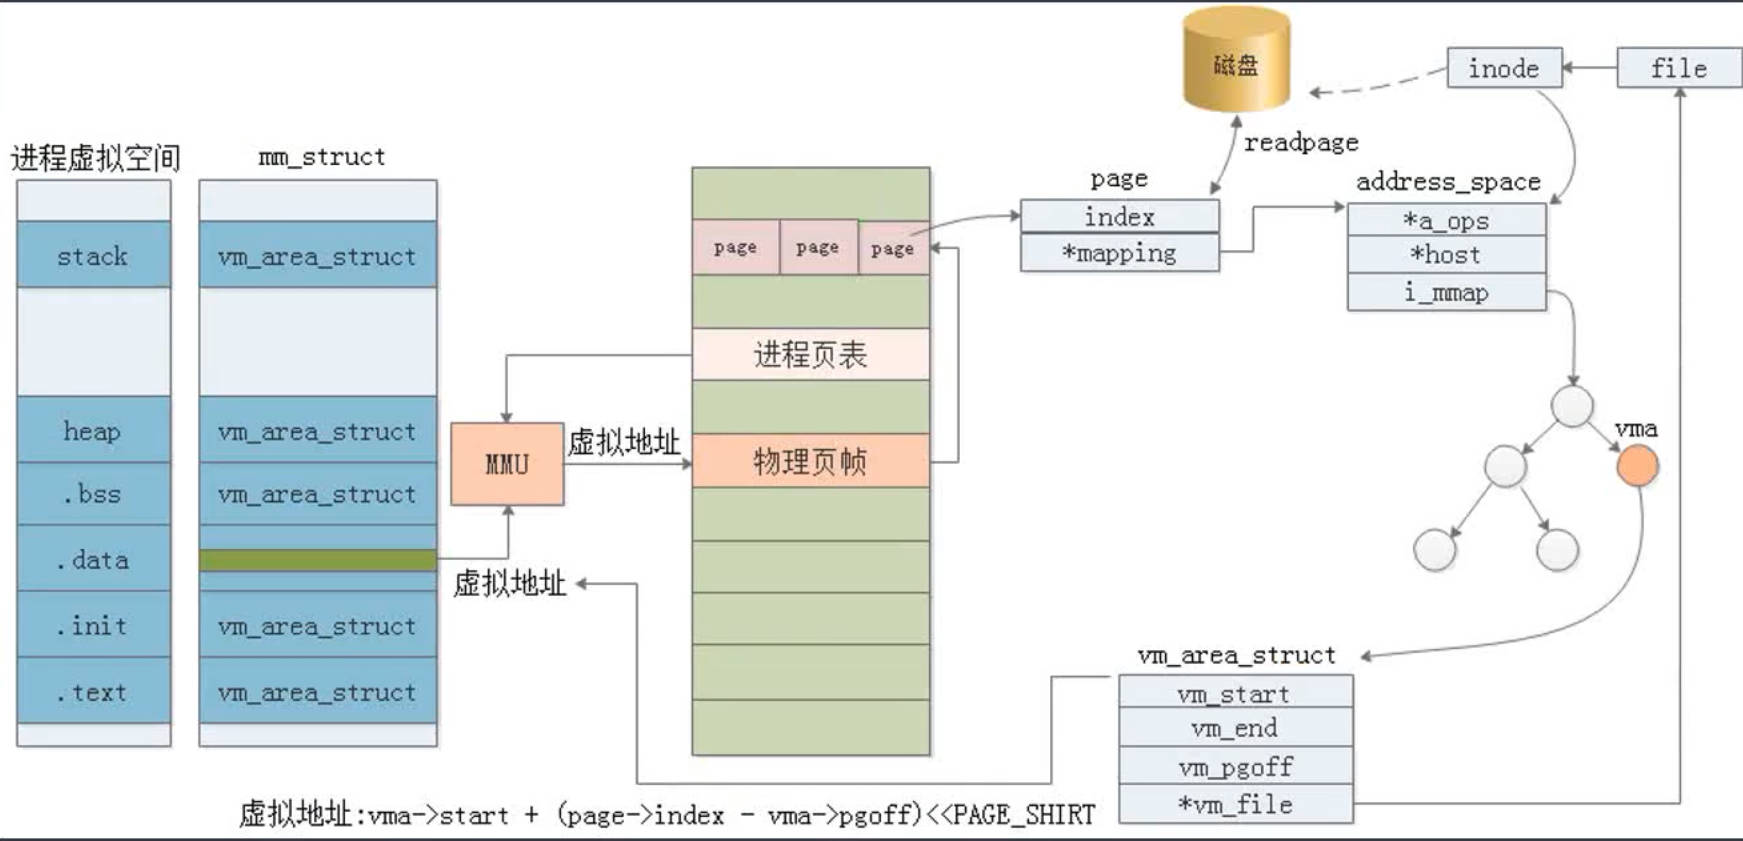 磁盘
inode
file
readpage
进程虚拟空间
mm_struct
page
address_space
index
*mapping
*a_ops
*host
i_mmap
stack
vm_area_struct
page
page
page
进程页表
heap
vm_area_struct
MMU
虚拟地址
物理页帧
vma
.bss
vm_area_struct
.data
虚拟地址
.init
vm_area_struct
.text
vm_area_struct
vm_area_struct
vm_start
vm_end
vm_pgoff
*vm_file
虚拟地址:vma->start + (page->index - vma->pgoff)<<PAGE_SHIRT